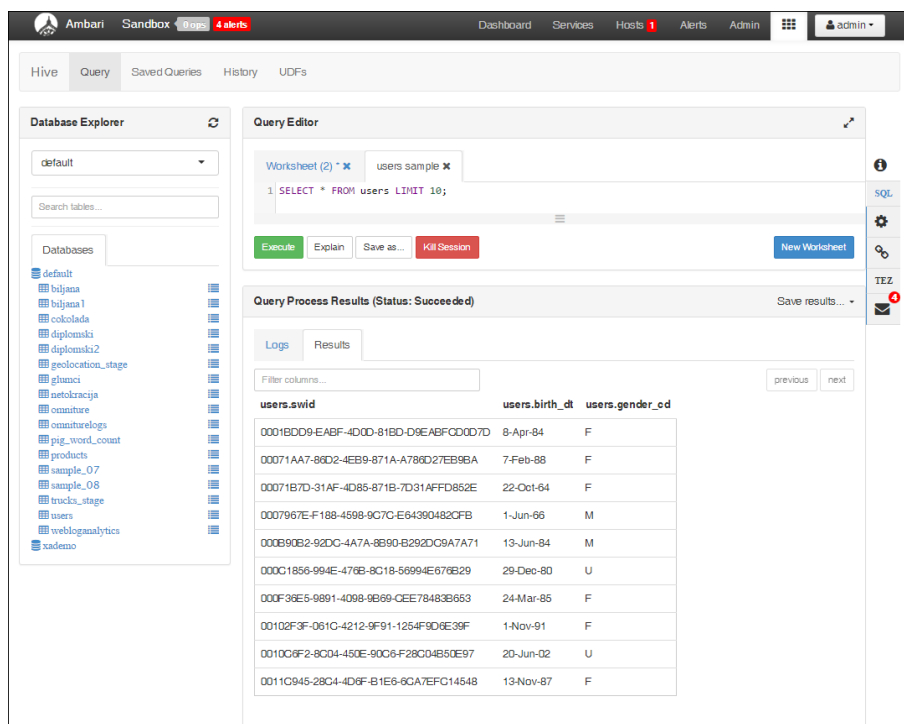 Ambari Sandbox 0 ops 4 alerts Dashboard Services Hosts 1 Alerts Admin admin
Hive Query Saved Queries History UDFs
Database Explorer
default
Search tables...
Databases
default
biljana
biljana1
cokolada
diplomski
diplomski2
geolocation_stage
glumci
netokracija
omniture
omniturelogs
pig_word_count
products
sample_07
sample_08
trucks_stage
users
webloganalytics
xademo
Query Editor
Worksheet (2) * users sample
1 SELECT * FROM users LIMIT 10;
Execute Explain Save as... Kill Session New Worksheet
Query Process Results (Status: Succeeded) Save results...
Logs Results
Filter columns... previous next
users.swid users.birth_dt users.gender_cd
0001BDD9-EABF-4D0D-81BD-D9EABFCD0D7D 8-Apr-84 F
00071AA7-86D2-4EB9-871A-A786D27EB9BA 7-Feb-88 F
00071B7D-31AF-4D85-871B-7D31AFFD852E 22-Oct-64 F
0007967E-F188-4598-9C7C-E64390482CFB 1-Jun-66 M
000B90B2-92DC-4A7A-8B90-B292DC9A7A71 13-Jun-84 M
000C1856-994E-476B-8C18-56994E676B29 29-Dec-80 U
000F36E5-9891-4098-9B69-CEE78483B653 24-Mar-85 F
00102F3F-061C-4212-9F91-1254F9D6E39F 1-Nov-91 F
0010C6F2-8C04-450E-90C6-F28C04B50E97 20-Jun-02 U
0011C945-28C4-4D6F-B1E6-6CA7EFC14548 13-Nov-87 F
SQL
TEZ
4